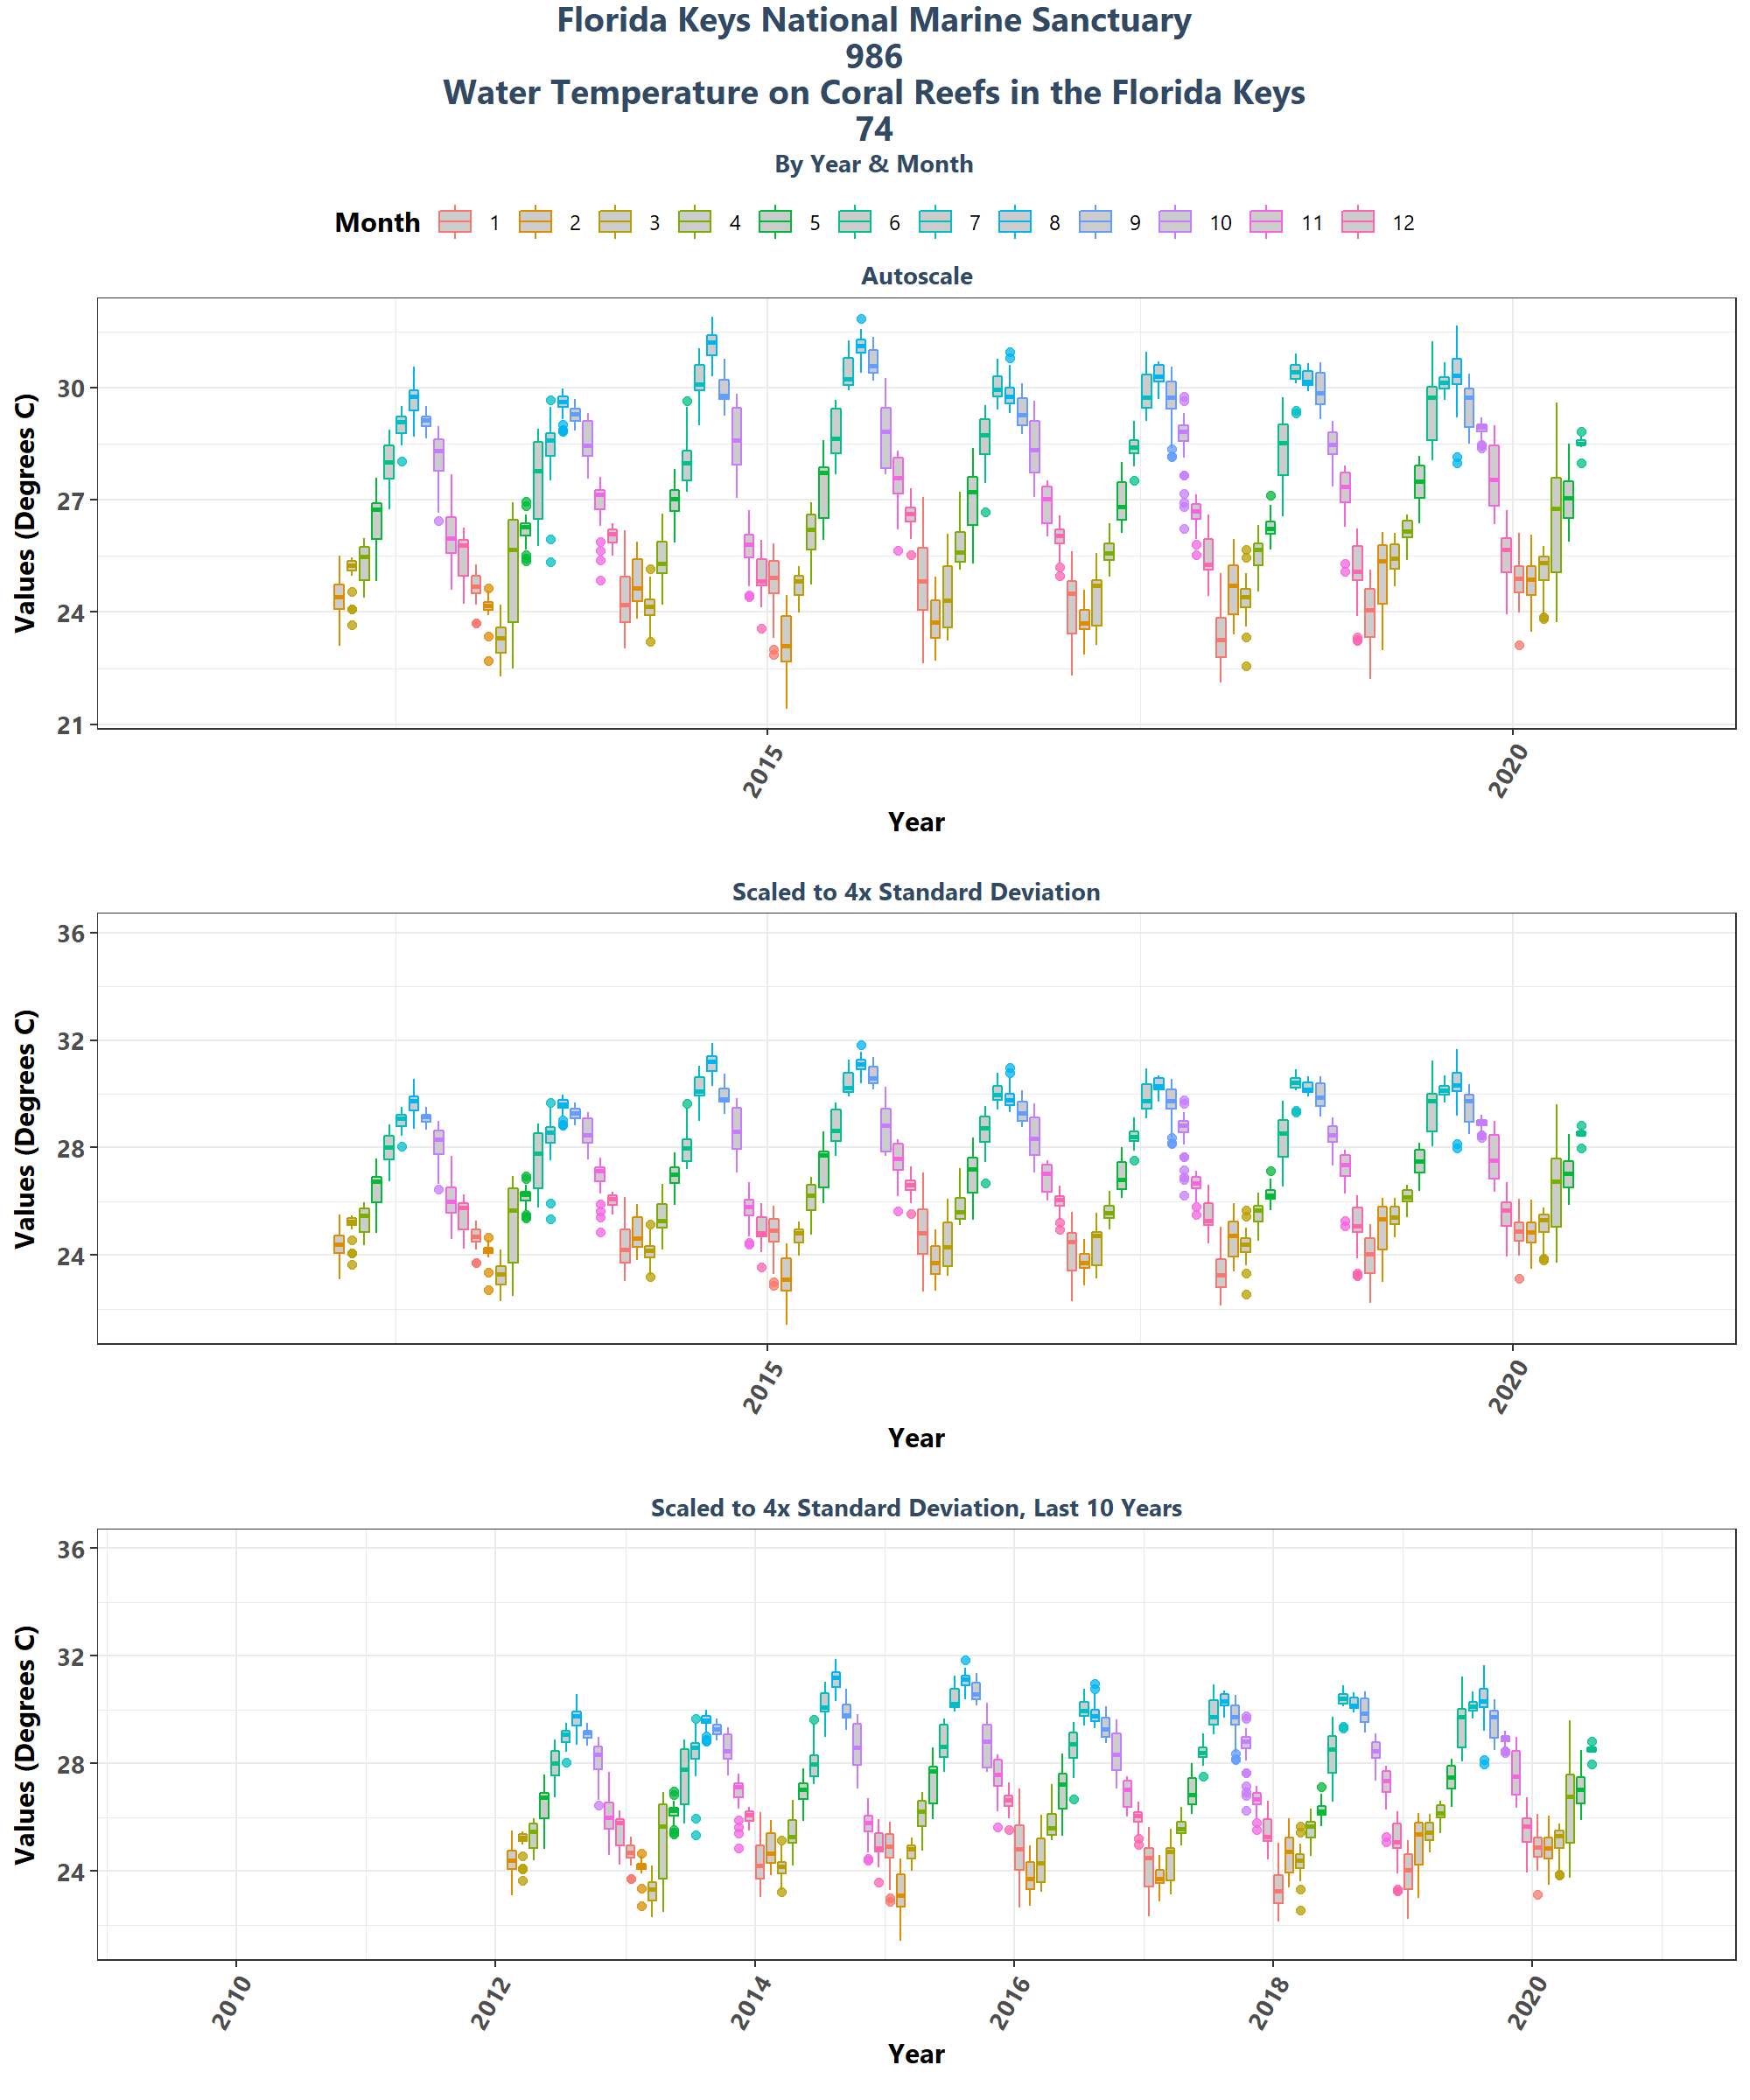 Florida Keys National Marine Sanctuary
986
Water Temperature on Coral Reefs in the Florida Keys
74
By Year & Month
Month 1 2 3 4 5 6 7 8 9 10 11 12
Autoscale
Values (Degrees C)
30
27
24
21
2015 2020
Year
Scaled to 4x Standard Deviation
Values (Degrees C)
36
32
28
24
2015 2020
Year
Scaled to 4x Standard Deviation, Last 10 Years
Values (Degrees C)
36
32
28
24
2010 2012 2014 2016 2018 2020
Year